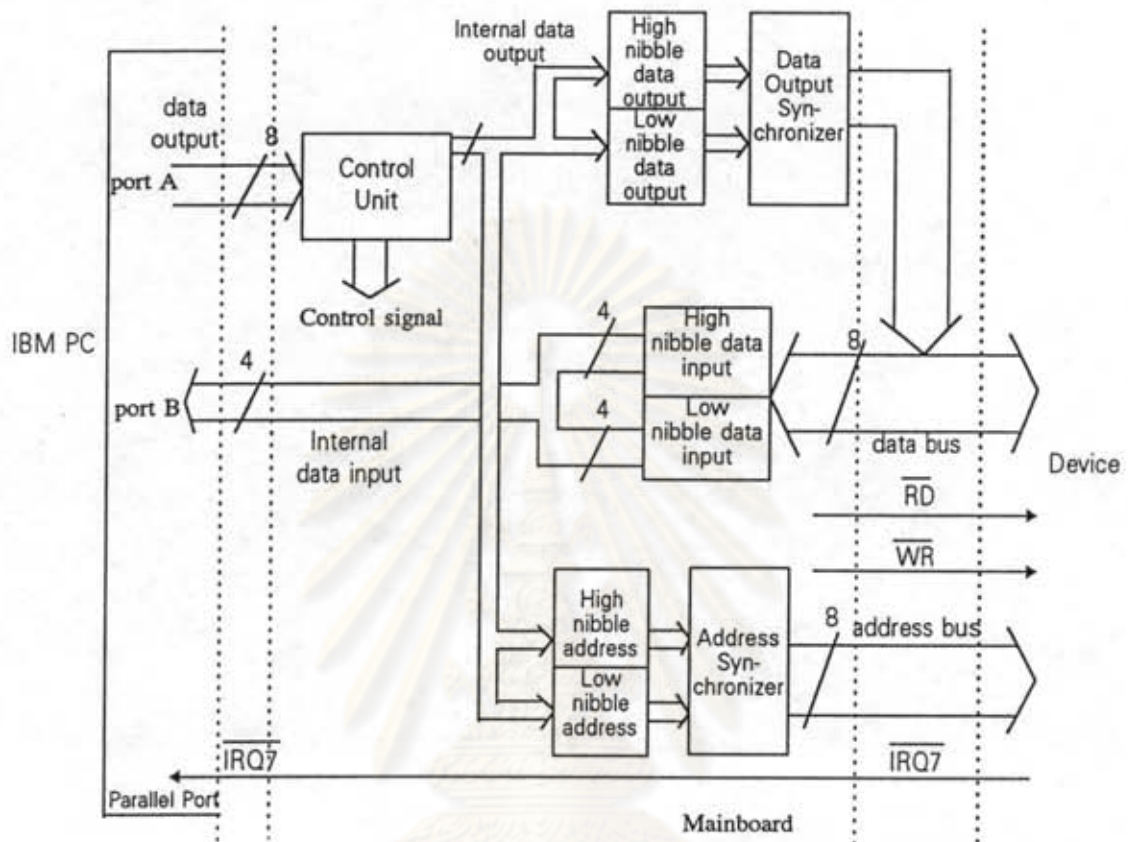 Internal data
output
High
nibble
data
output
Low
nibble
data
output
Data
Output
Syn-
chronizer
data
output
8
port A
Control
Unit
Control signal
IBM PC
4
port B
Internal
data input
4
4
High
nibble data
input
Low
nibble data
input
8
data bus
Device
RD
WR
High
nibble
address
Low
nibble
address
Address
Syn-
chronizer
8
address bus
IRQ7
IRQ7
Parallel Port
Mainboard